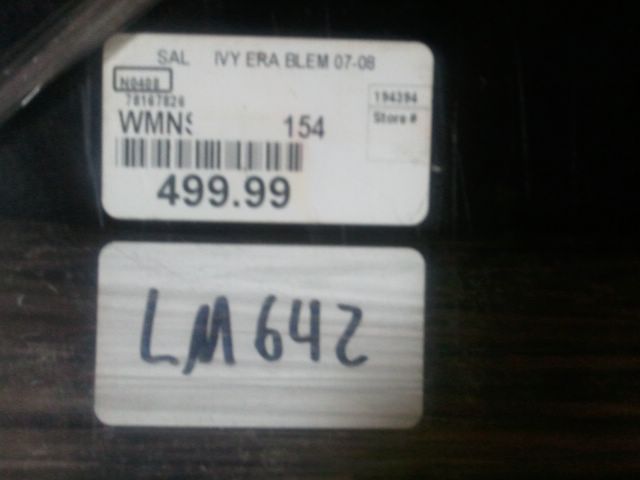 SAL IVY ERA BLEM 07-08
N0408
78167826
194394
WMNS 154
Store #
499.99
LM642